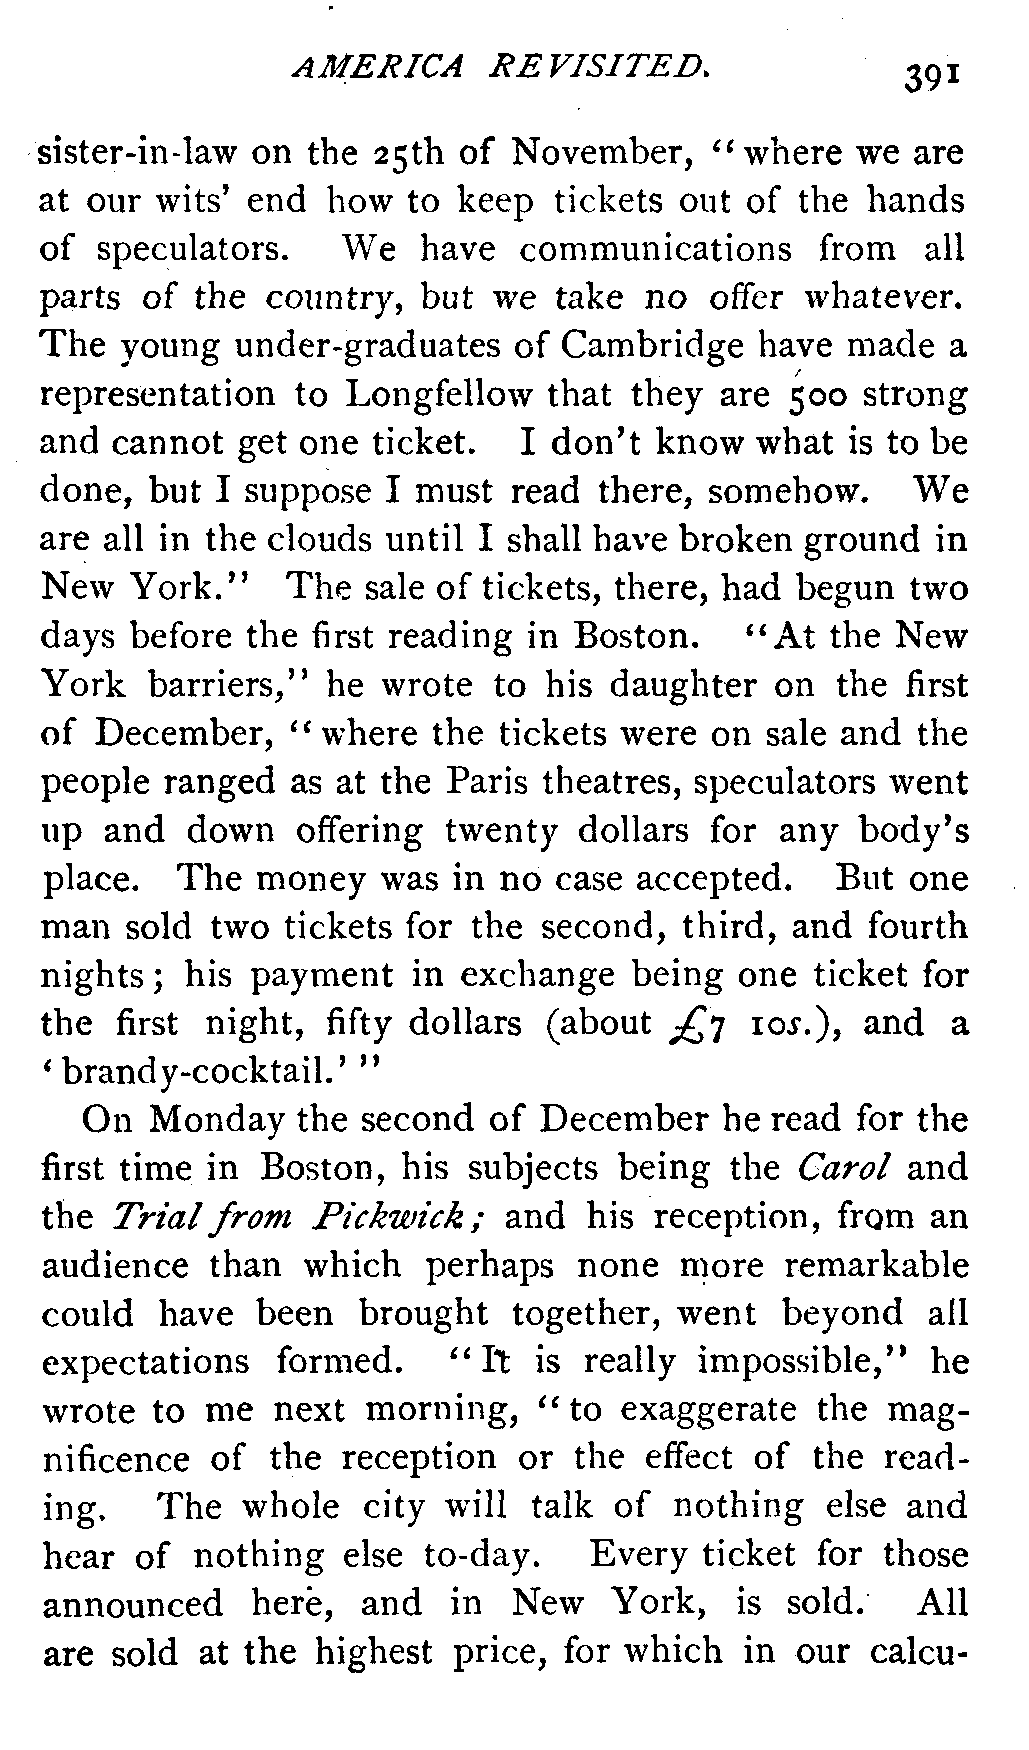 AMERICA REVISITED. 391
sister-in-law on the 25th of November, “where we are
at our wits’ end how to keep tickets out of the hands
of speculators. We have communications from all
parts of the country, but we take no offer whatever.
The young under-graduates of Cambridge have made a
representation to Longfellow that they are 500 strong
and cannot get one ticket. I don’t know what is to be
done, but I suppose I must read there, somehow. We
are all in the clouds until I shall have broken ground in
New York.” The sale of tickets, there, had begun two
days before the first reading in Boston. “At the New
York barriers,” he wrote to his daughter on the first
of December, “where the tickets were on sale and the
people ranged as at the Paris theatres, speculators went
up and down offering twenty dollars for any body’s
place. The money was in no case accepted. But one
man sold two tickets for the second, third, and fourth
nights; his payment in exchange being one ticket for
the first night, fifty dollars (about £7 10s.), and a
‘brandy-cocktail.’ ”
On Monday the second of December he read for the
first time in Boston, his subjects being the Carol and
the Trial from Pickwick; and his reception, from an
audience than which perhaps none more remarkable
could have been brought together, went beyond all
expectations formed. “It is really impossible,” he
wrote to me next morning, “to exaggerate the mag-
nificence of the reception or the effect of the read-
ing. The whole city will talk of nothing else and
hear of nothing else to-day. Every ticket for those
announced here, and in New York, is sold. All
are sold at the highest price, for which in our calcu-